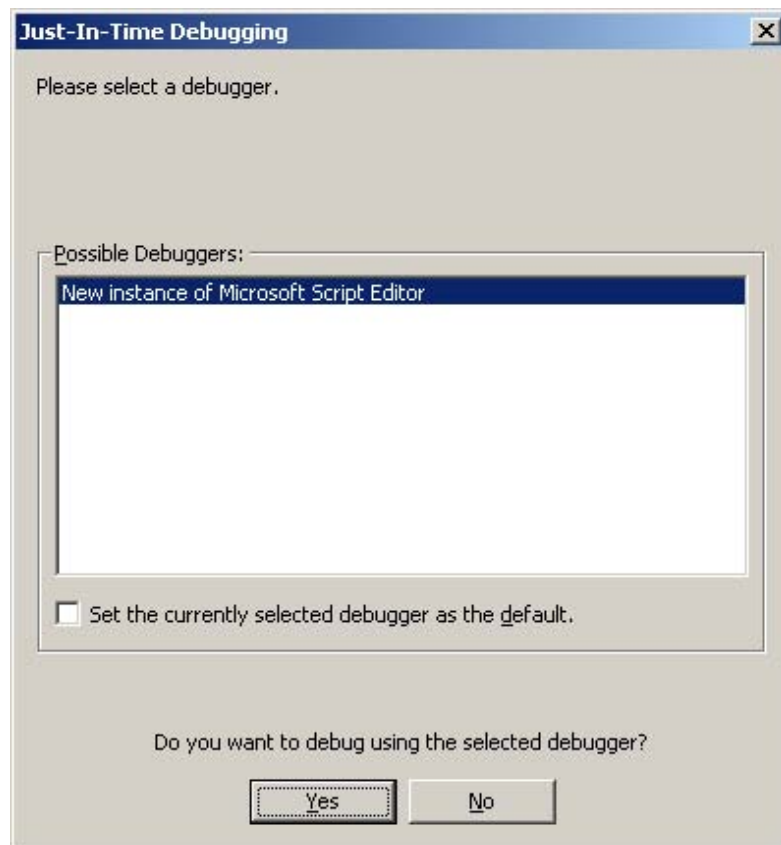 Just-In-Time Debugging
Please select a debugger.
Possible Debuggers:
New instance of Microsoft Script Editor
Set the currently selected debugger as the default.
Do you want to debug using the selected debugger?
Yes No